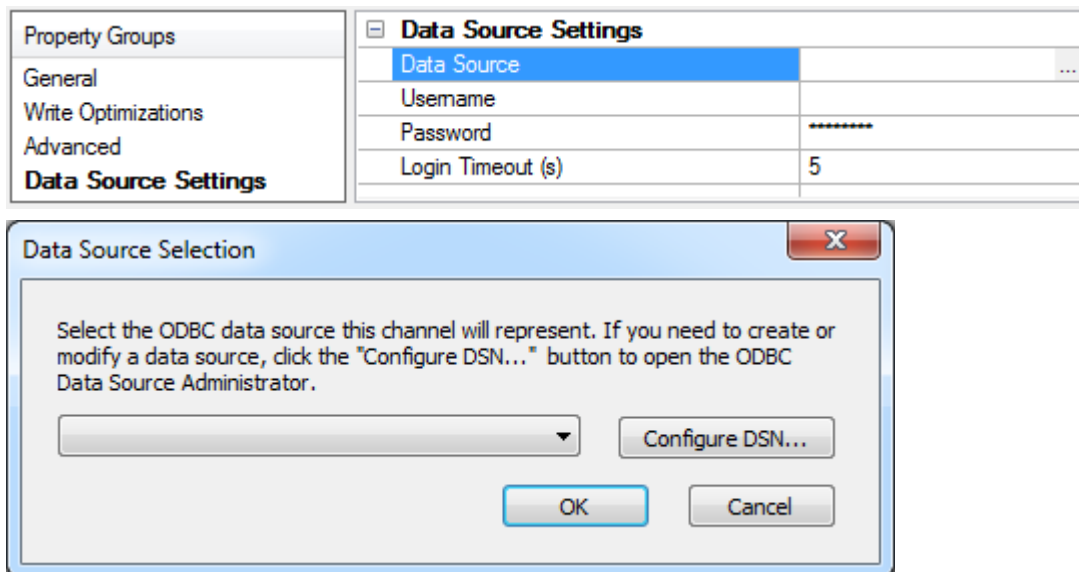 Property Groups
General
Write Optimizations
Advanced
Data Source Settings
Data Source Settings
Data Source ...
Username
Password ********
Login Timeout (s) 5
Data Source Selection
Select the ODBC data source this channel will represent. If you need to create or
modify a data source, click the "Configure DSN..." button to open the ODBC
Data Source Administrator.
Configure DSN...
OK Cancel